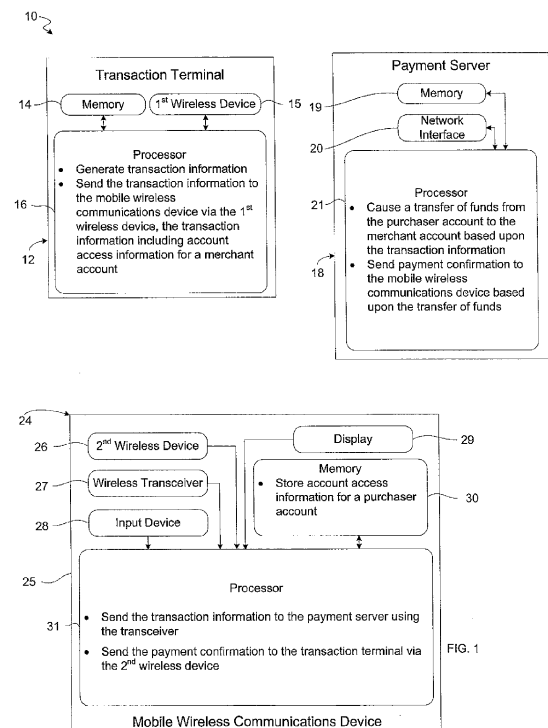 10
Transaction Terminal
14
Memory
1st Wireless Device
15
Processor
• Generate transaction information
• Send the transaction information to
the mobile wireless
communications device via the 1st
wireless device, the transaction
information including account
access information for a merchant
account
16
12
Payment Server
19
Memory
20
Network
Interface
Processor
21
• Cause a transfer of funds from
the purchaser account to the
merchant account based upon
the transaction information
• Send payment confirmation to
the mobile wireless
communications device based
upon the transfer of funds
18
24
26
2nd Wireless Device
27
Wireless Transceiver
28
Input Device
Display
29
Memory
• Store account access
information for a purchaser
account
30
25
Processor
31
• Send the transaction information to the payment server using
the transceiver
• Send the payment confirmation to the transaction terminal via
the 2nd wireless device
FIG. 1
Mobile Wireless Communications Device